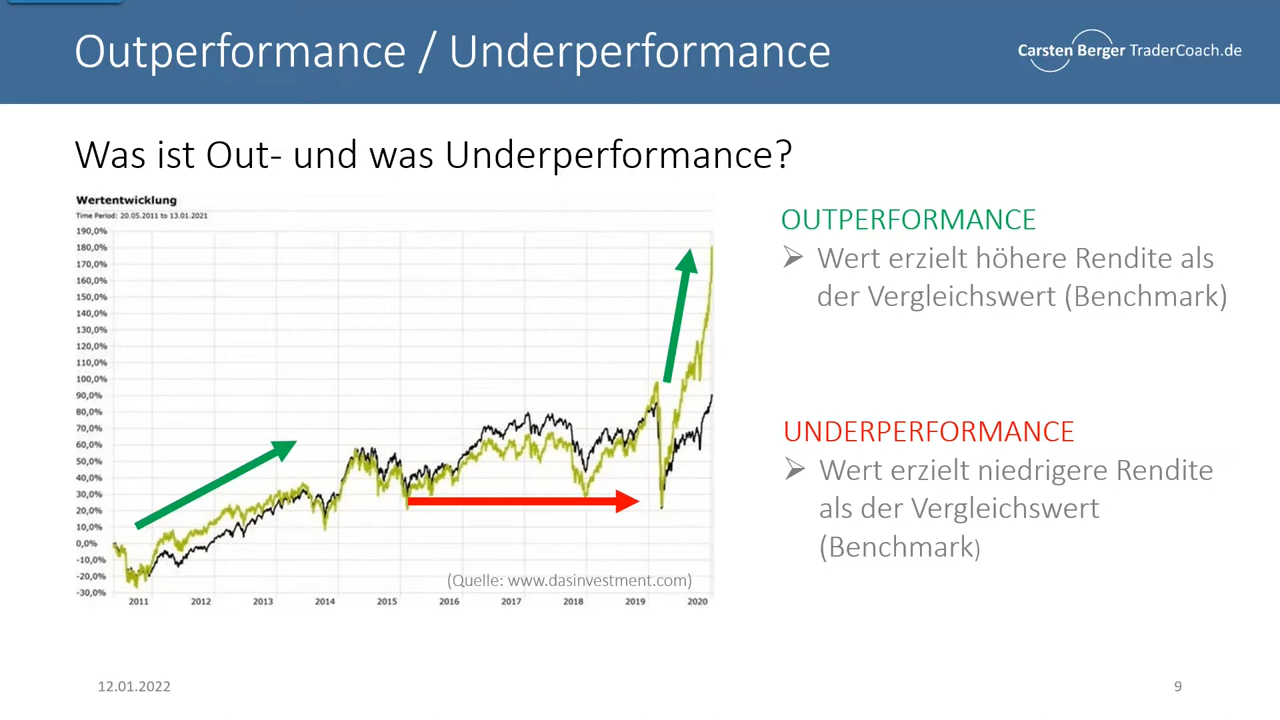 Outperformance / Underperformance
Carsten Berger TraderCoach.de
Was ist Out- und was Underperformance?
Wertentwicklung
Time Period: 20.05.2011 to 13.01.2021
190,0%
180,0%
170,0%
160,0%
150,0%
140,0%
130,0%
120,0%
110,0%
100,0%
90,0%
80,0%
70,0%
60,0%
50,0%
40,0%
30,0%
20,0%
10,0%
0,0%
-10,0%
-20,0%
-30,0%
2011 2012 2013 2014 2015 2016 2017 2018 2019 2020
(Quelle: www.dasinvestment.com)
OUTPERFORMANCE
➢ Wert erzielt höhere Rendite als
der Vergleichswert (Benchmark)
UNDERPERFORMANCE
➢ Wert erzielt niedrigere Rendite
als der Vergleichswert
(Benchmark)
12.01.2022
9